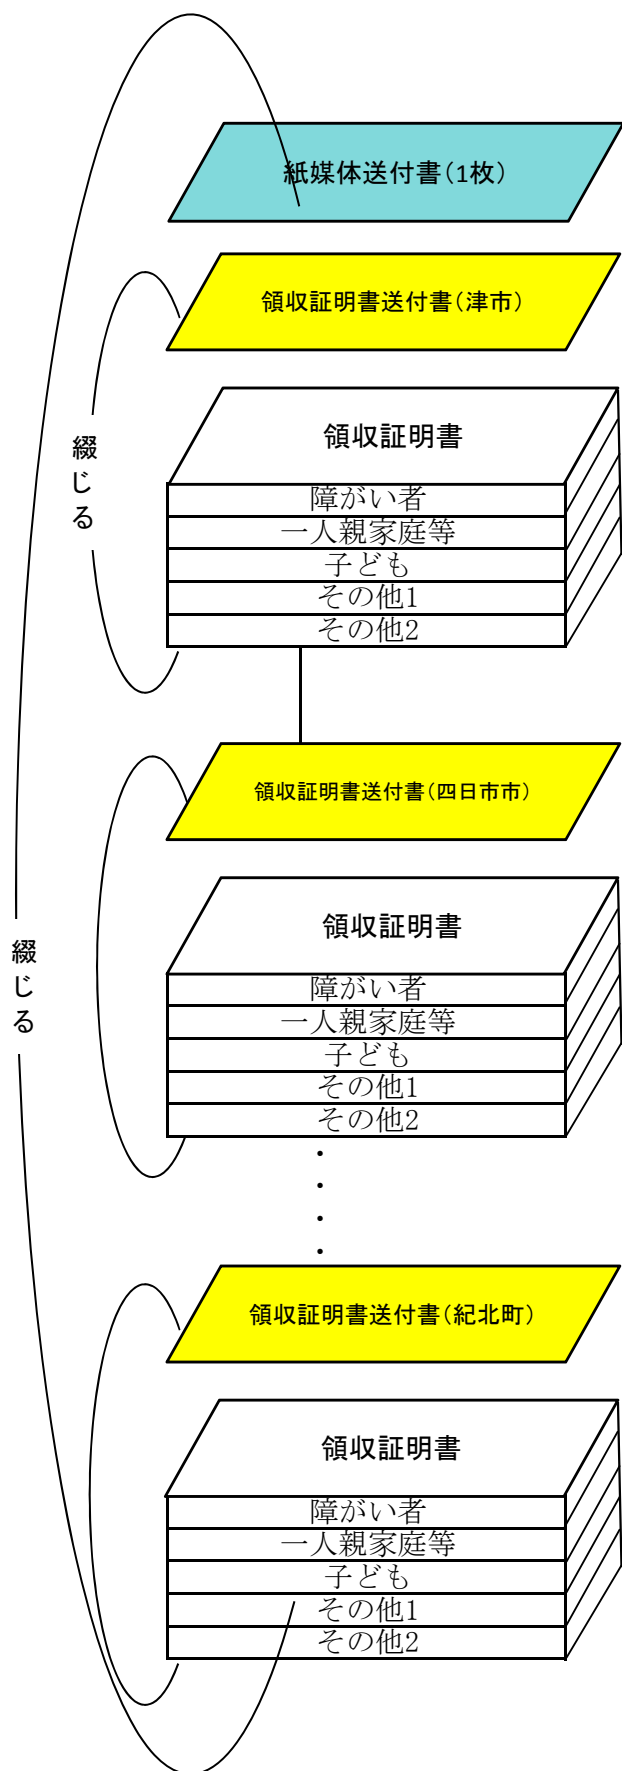 紙媒体送付書(1枚)
領収証明書送付書(津市)
綴じる
領収証明書
障がい者
一人親家庭等
子ども
その他1
その他2
領収証明書送付書(四日市市)
綴じる
領収証明書
障がい者
一人親家庭等
子ども
その他1
その他2
・
・
・
・
領収証明書送付書(紀北町)
領収証明書
障がい者
一人親家庭等
子ども
その他1
その他2